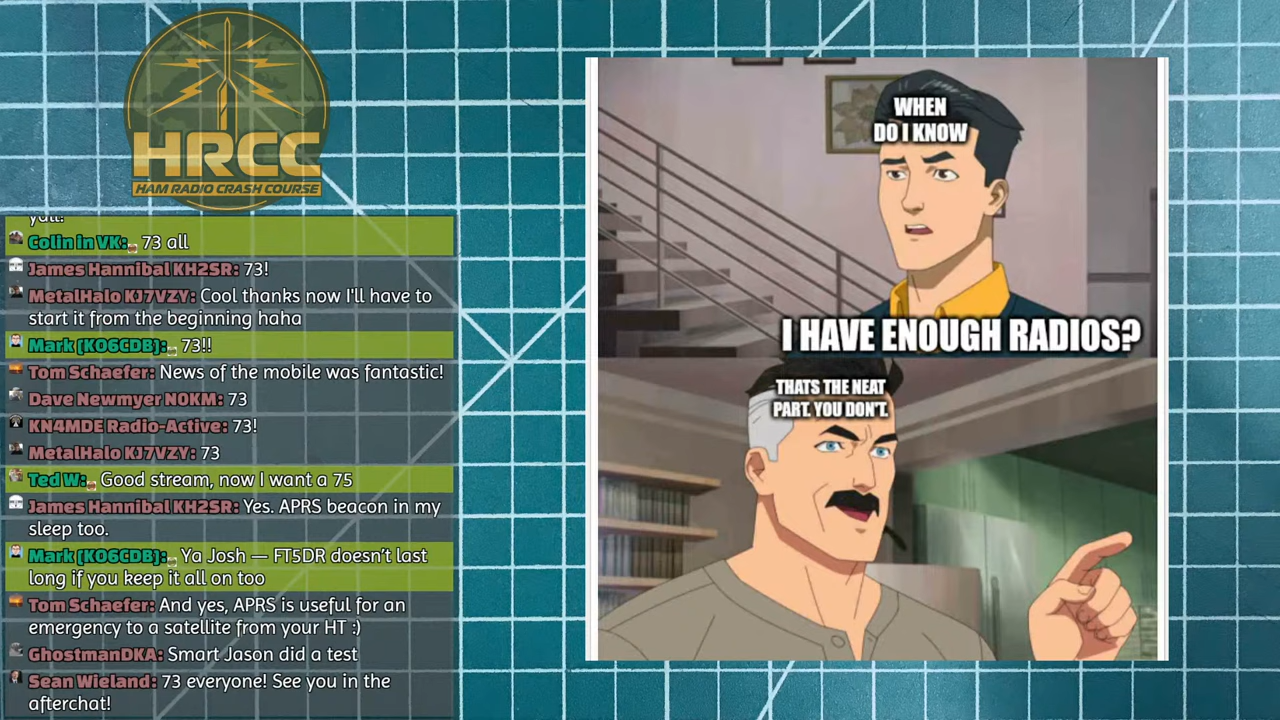 HRCC
HAM RADIO CRASH COURSE
yall!
Colin in VK: 73 all
James Hannibal KH2SR: 73!
MetalHalo KJ7VZY: Cool thanks now I'll have to
start it from the beginning haha
Mark (KO6CDB): 73!!
Tom Schaefer: News of the mobile was fantastic!
Dave Newmyer N0KM: 73
KN4MDE Radio-Active: 73!
MetalHalo KJ7VZY: 73
Ted W: Good stream, now I want a 75
James Hannibal KH2SR: Yes. APRS beacon in my
sleep too.
Mark (KO6CDB): Ya Josh — FT5DR doesn’t last
long if you keep it all on too
Tom Schaefer: And yes, APRS is useful for an
emergency to a satellite from your HT :)
GhostmanDKA: Smart Jason did a test
Sean Wieland: 73 everyone! See you in the
afterchat!
WHEN
DO I KNOW
I HAVE ENOUGH RADIOS?
THATS THE NEAT
PART. YOU DON'T.